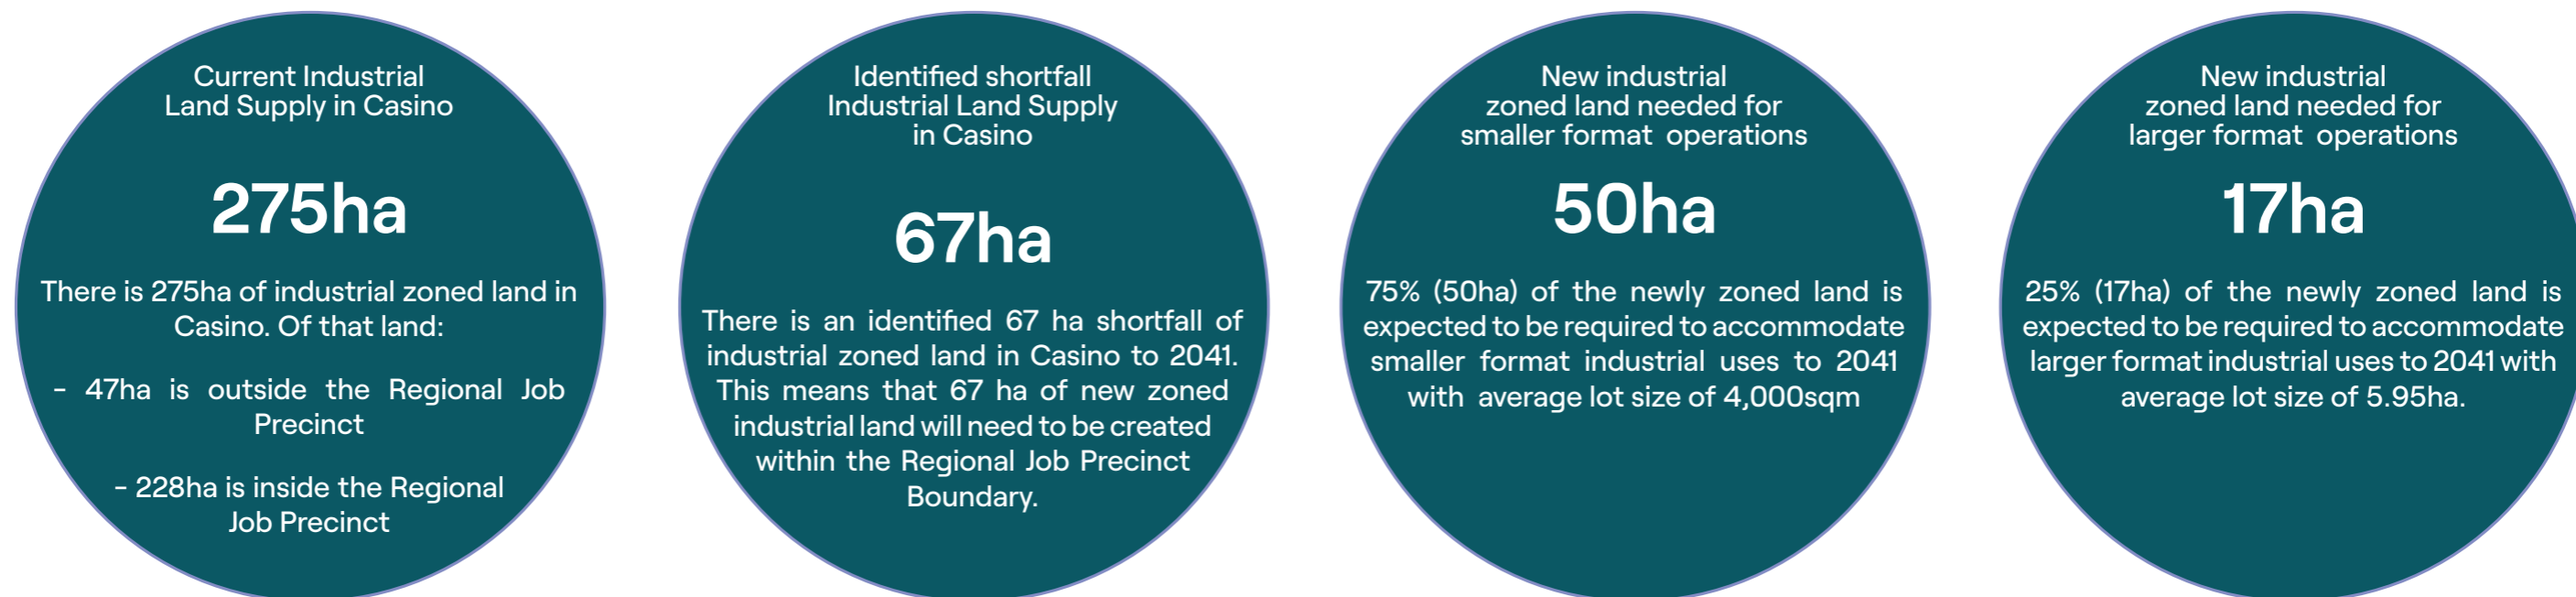 Current Industrial
Land Supply in Casino
275ha
There is 275ha of industrial zoned land in
Casino. Of that land:
- 47ha is outside the Regional Job
Precinct
- 228ha is inside the Regional
Job Precinct
Identified shortfall
Industrial Land Supply
in Casino
67ha
There is an identified 67 ha shortfall of
industrial zoned land in Casino to 2041.
This means that 67 ha of new zoned
industrial land will need to be created
within the Regional Job Precinct
Boundary.
New industrial
zoned land needed for
smaller format operations
50ha
75% (50ha) of the newly zoned land is
expected to be required to accommodate
smaller format industrial uses to 2041
with average lot size of 4,000sqm
New industrial
zoned land needed for
larger format operations
17ha
25% (17ha) of the newly zoned land is
expected to be required to accommodate
larger format industrial uses to 2041 with
average lot size of 5.95ha.